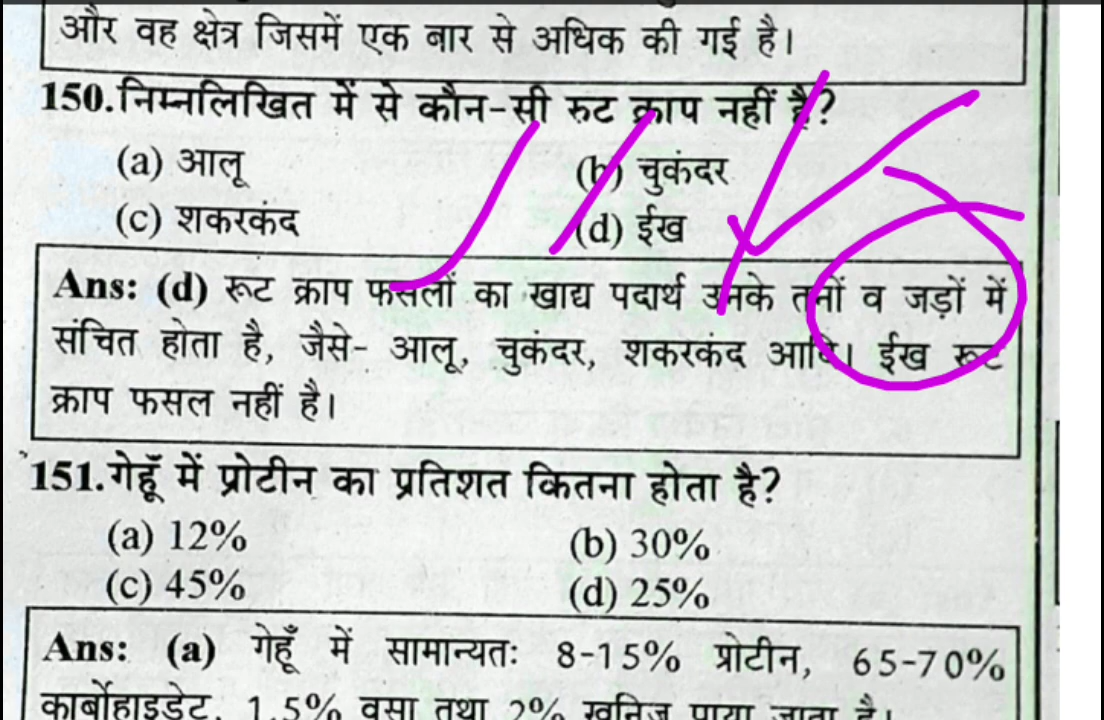 और वह क्षेत्र जिसमें एक बार से अधिक की गई है।
150.निम्नलिखित में से कौन-सी रुट क्राप नहीं है?
(a) आलू (b) चुकंदर
(c) शकरकंद (d) ईख
Ans: (d) रूट क्राप फसलों का खाद्य पदार्थ उनके तनों व जड़ों में
संचित होता है, जैसे- आलू, चुकंदर, शकरकंद आदि। ईख रूट
क्राप फसल नहीं है।
151.गेहूँ में प्रोटीन का प्रतिशत कितना होता है?
(a) 12% (b) 30%
(c) 45% (d) 25%
Ans: (a) गेहूँ में सामान्यतः 8-15% प्रोटीन, 65-70%
कार्बोहाइडेट, 1.5% वसा तथा 2% खनिज पाया जाता है।